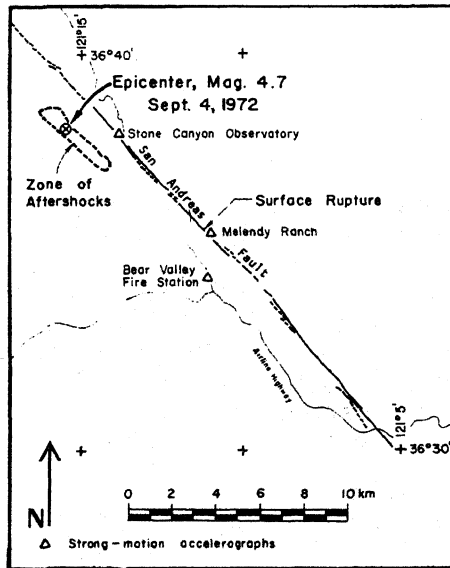 121°15'
36°40'
Epicenter, Mag. 4.7
Sept. 4, 1972
Stone Canyon Observatory
San
Zone of
Aftershocks
Andreas
Surface Rupture
Melendy Ranch
Fault
Bear Valley
Fire Station
Airline Highway
121°5'
36°30'
N
0 2 4 6 8 10 km
Strong-motion accelerographs